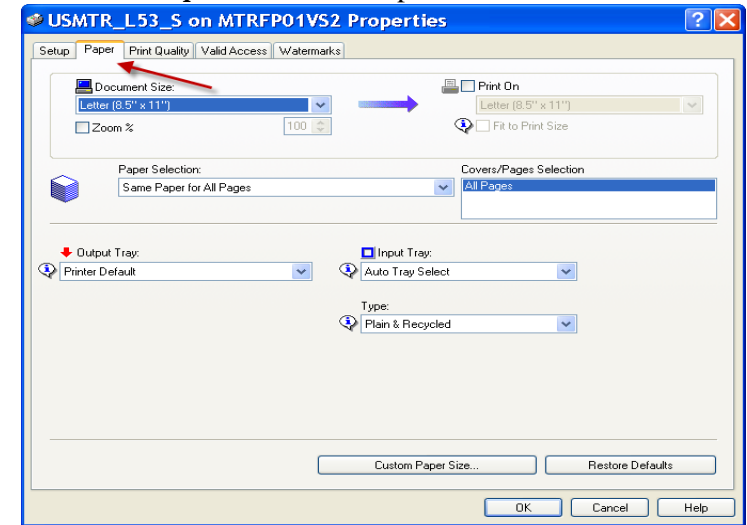 USMTR_L53_S on MTRFP01VS2 Properties
Setup Paper Print Quality Valid Access Watermarks
Document Size: Print On
Letter (8.5" x 11") Letter (8.5" x 11")
Zoom % 100 Fit to Print Size
Paper Selection: Covers/Pages Selection
Same Paper for All Pages All Pages
Output Tray: Input Tray:
Printer Default Auto Tray Select
Type:
Plain & Recycled
Custom Paper Size... Restore Defaults
OK Cancel Help